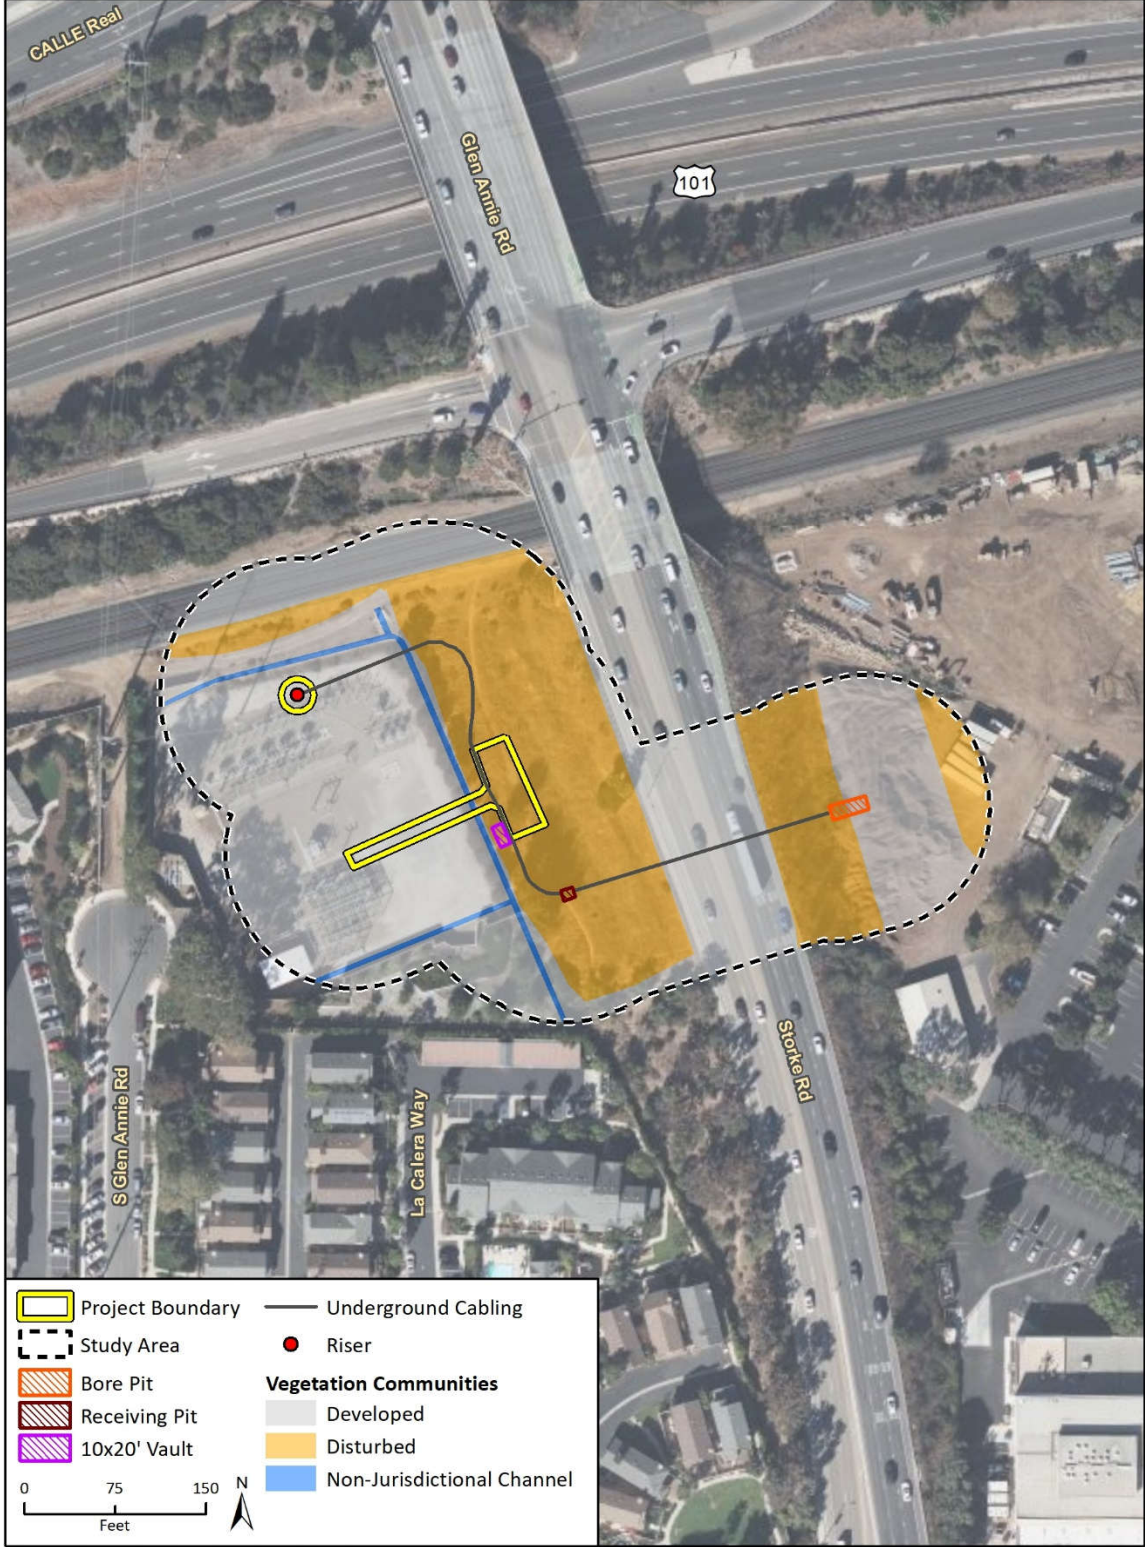 CALLE Real
Glen Annie Rd
101
Storke Rd
S Glen Annie Rd
La Calera Way
Project Boundary
Study Area
Bore Pit
Receiving Pit
10x20' Vault
0 75 150
Feet
N
Underground Cabling
Riser
Vegetation Communities
Developed
Disturbed
Non-Jurisdictional Channel